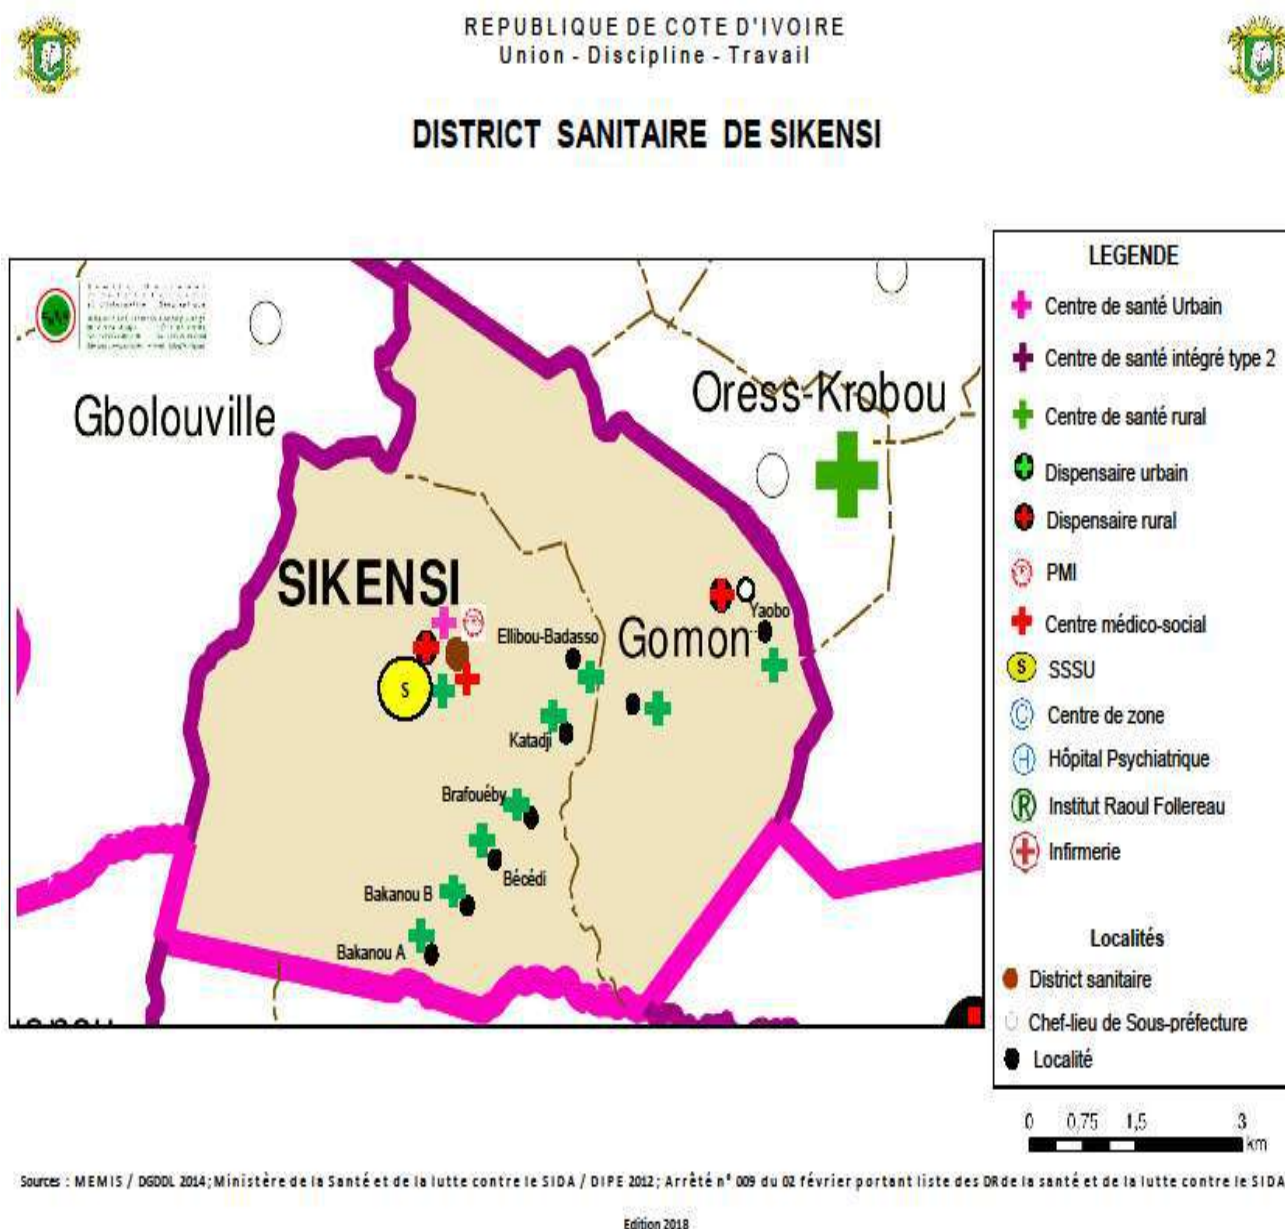 REPUBLIQUE DE COTE D'IVOIRE
Union - Discipline - Travail
DISTRICT SANITAIRE DE SIKENSI
Gbolouville
Oress-Krobou
SIKENSI
Ellibou-Badasso
Gomon
Yaobo
S
Katadji
Brafouéby
Bécédi
Bakanou B
Bakanou A
LEGENDE
Centre de santé Urbain
Centre de santé intégré type 2
Centre de santé rural
Dispensaire urbain
Dispensaire rural
PMI
Centre médico-social
S SSSU
C Centre de zone
H Hôpital Psychiatrique
R Institut Raoul Follereau
Infirmerie
Localités
District sanitaire
Chef-lieu de Sous-préfecture
Localité
0 0,75 1,5 3
km
Sources : MEMIS / DGDDL 2014; Ministère de la Santé et de la lutte contre le SIDA / DIPE 2012; Arrêté n° 009 du 02 février portant liste des DR de la santé et de la lutte contre le SIDA
Edition 2018